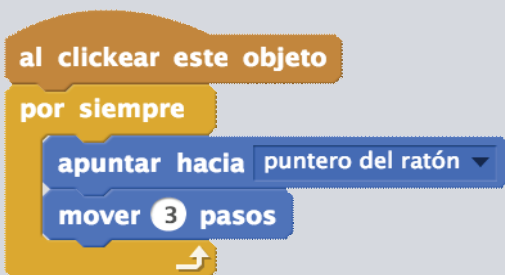 al clickear este objeto
por siempre
apuntar hacia puntero del ratón
mover 3 pasos